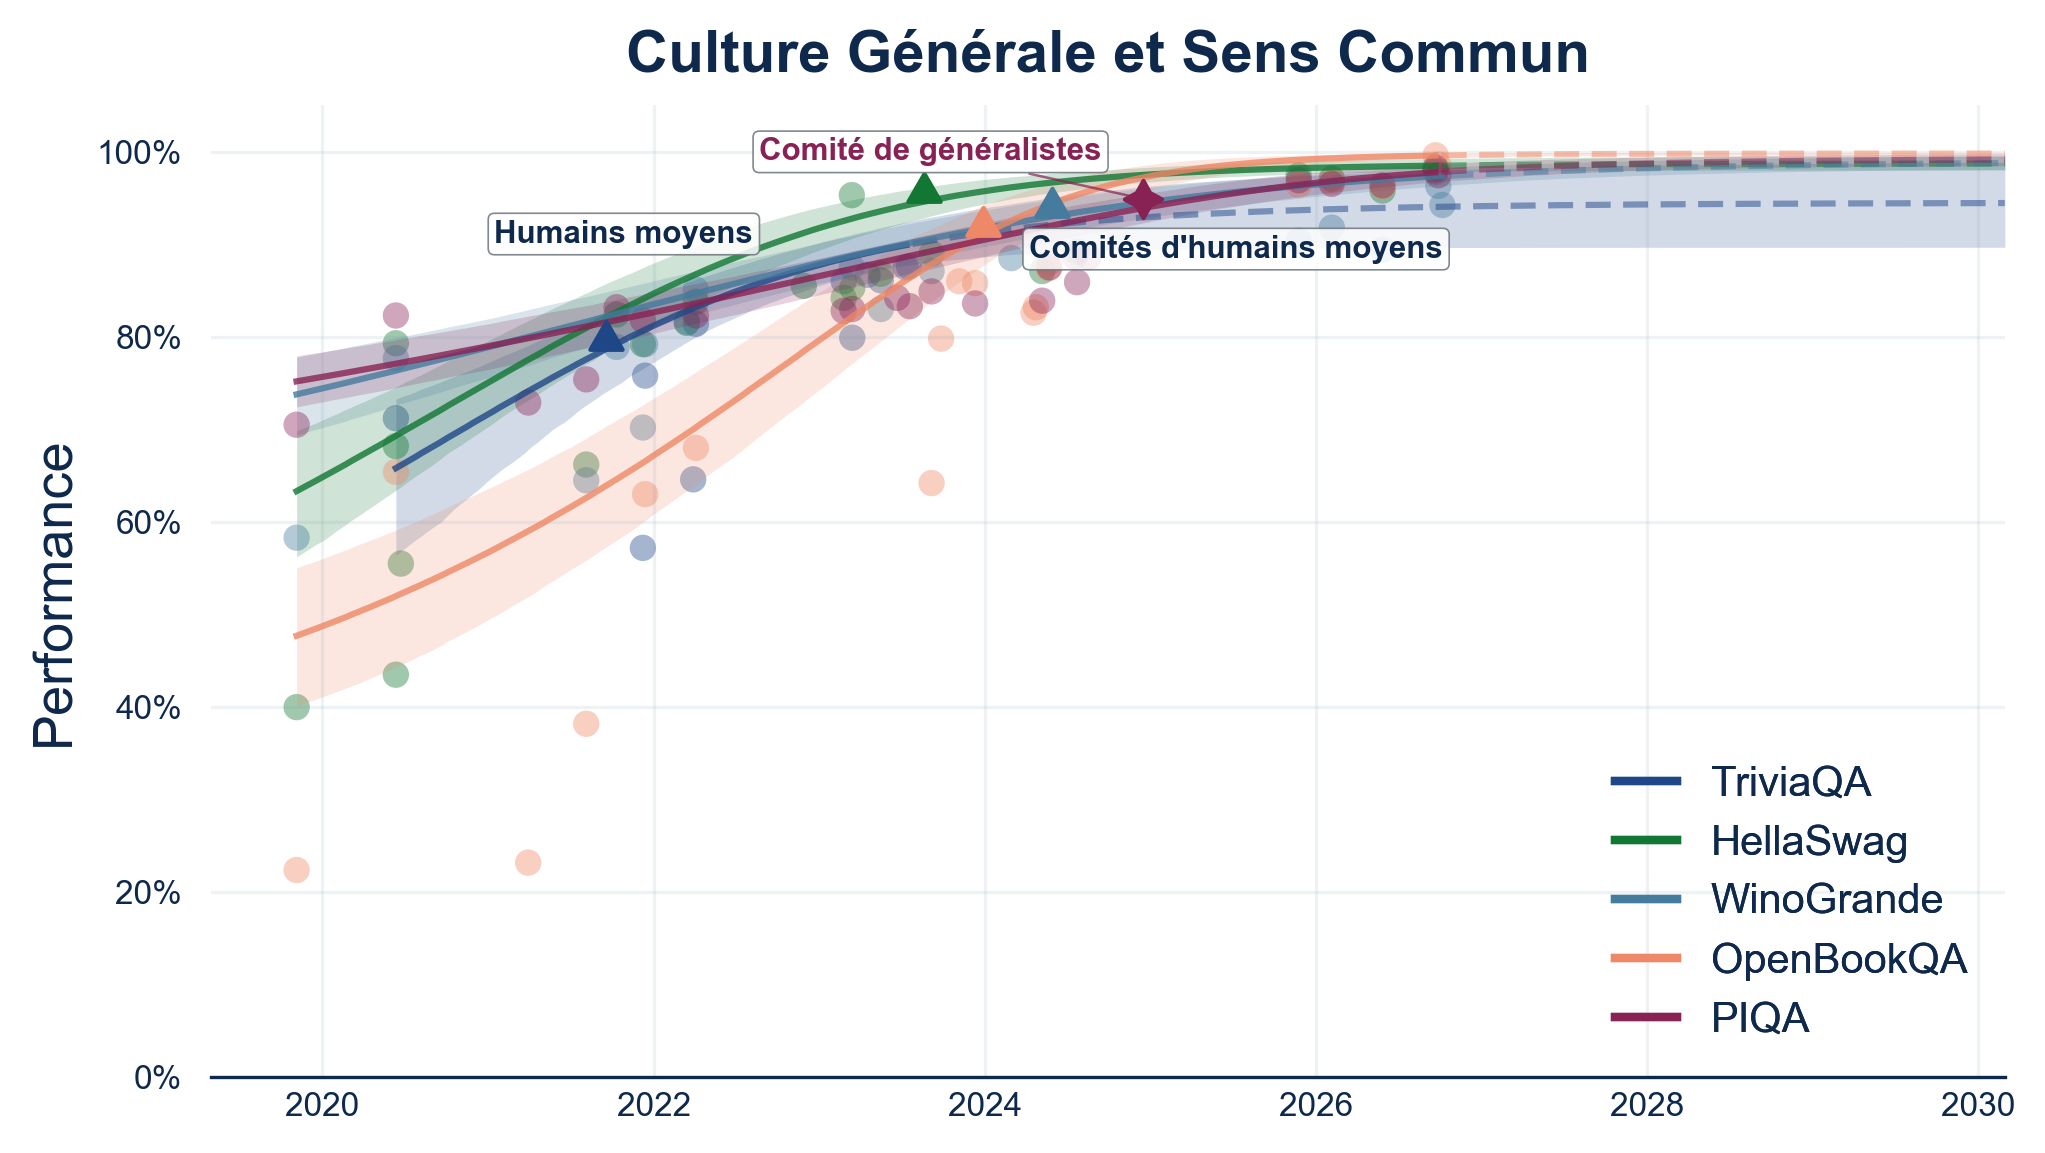 Culture Générale et Sens Commun
Performance
100%
80%
60%
40%
20%
0%
Comité de généralistes
Humains moyens
Comités d'humains moyens
TriviaQA
HellaSwag
WinoGrande
OpenBookQA
PIQA
2020
2022
2024
2026
2028
2030